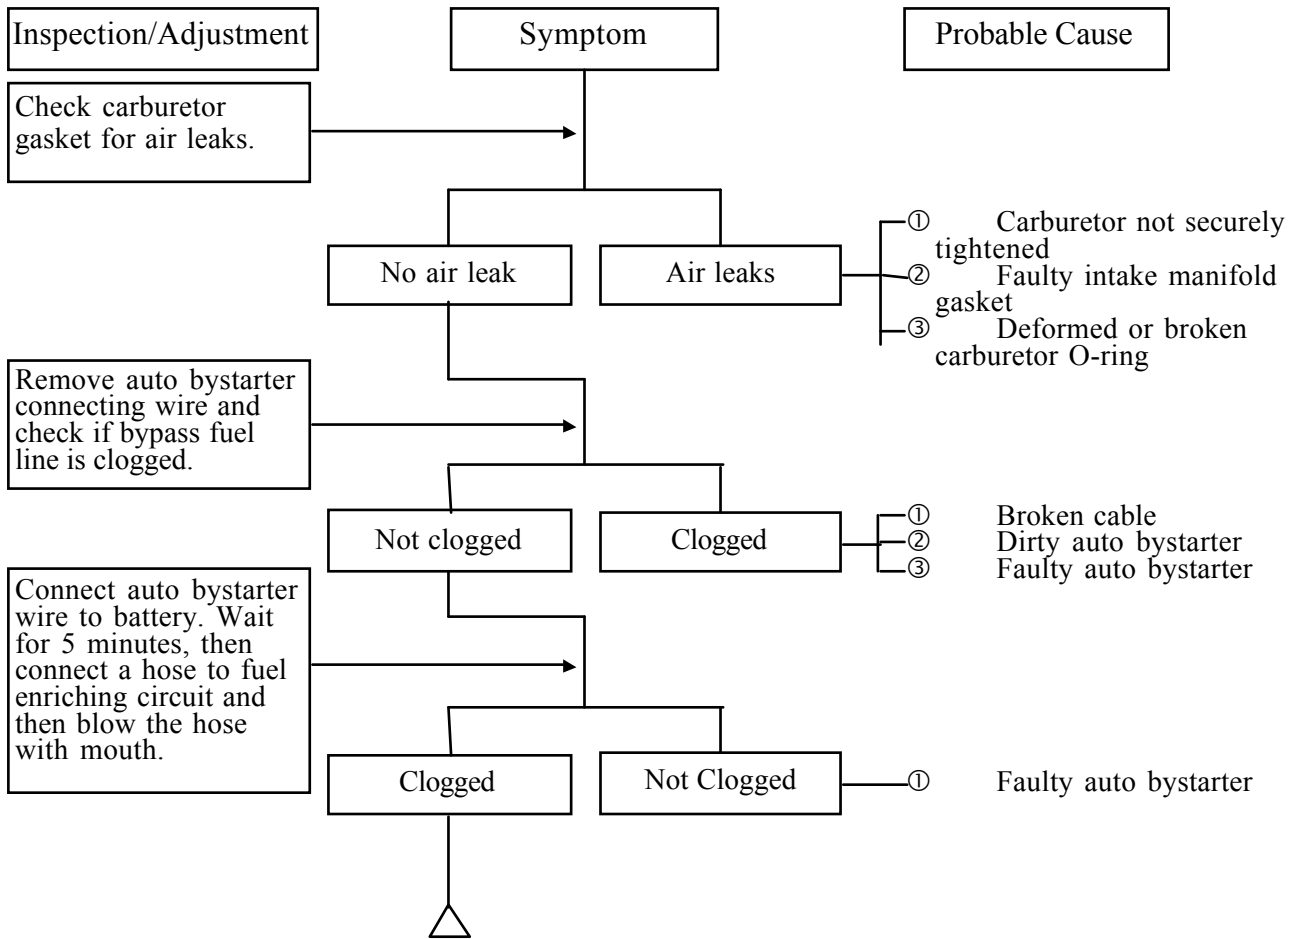 Inspection/Adjustment
Symptom
Probable Cause
Check carburetor
gasket for air leaks.
No air leak
Air leaks
① Carburetor not securely
tightened
② Faulty intake manifold
gasket
③ Deformed or broken
carburetor O-ring
Remove auto bystarter
connecting wire and
check if bypass fuel
line is clogged.
Not clogged
Clogged
① Broken cable
② Dirty auto bystarter
③ Faulty auto bystarter
Connect auto bystarter
wire to battery. Wait
for 5 minutes, then
connect a hose to fuel
enriching circuit and
then blow the hose
with mouth.
Clogged
Not Clogged
① Faulty auto bystarter